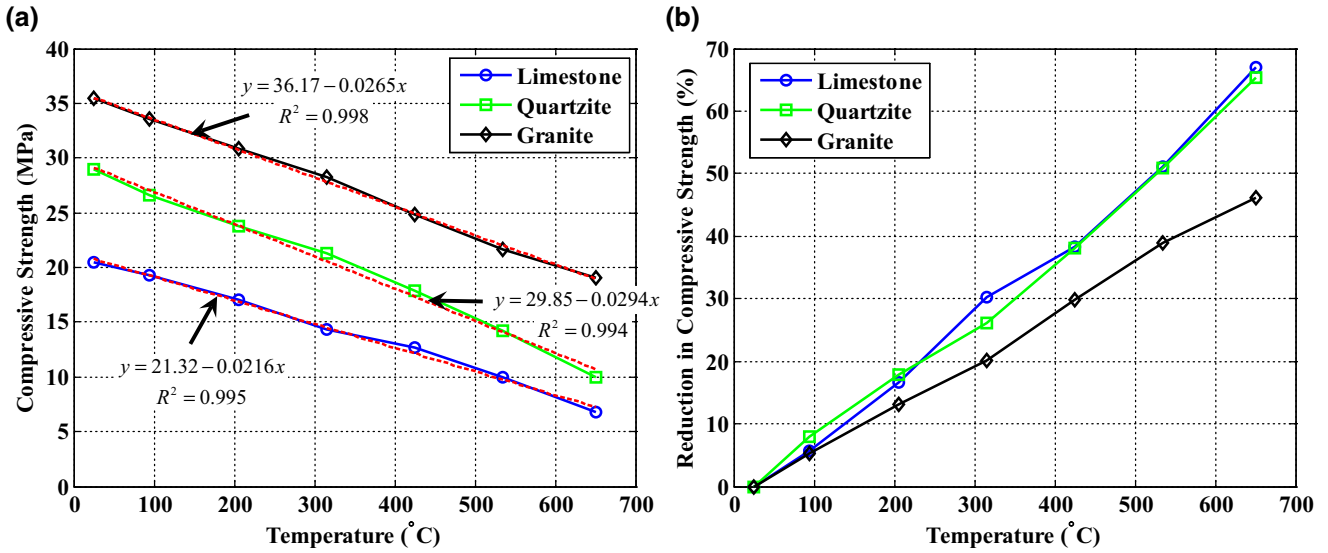 (a)
40
35
30
25
20
15
10
5
0
0 100 200 300 400 500 600 700
Compressive Strength (MPa)
Temperature (°C)
Limestone
Quartzite
Granite
y = 36.17−0.0265x
R² = 0.998
y = 29.85−0.0294x
R² = 0.994
y = 21.32−0.0216x
R² = 0.995
(b)
70
60
50
40
30
20
10
0
0 100 200 300 400 500 600 700
Reduction in Compressive Strength (%)
Temperature (°C)
Limestone
Quartzite
Granite